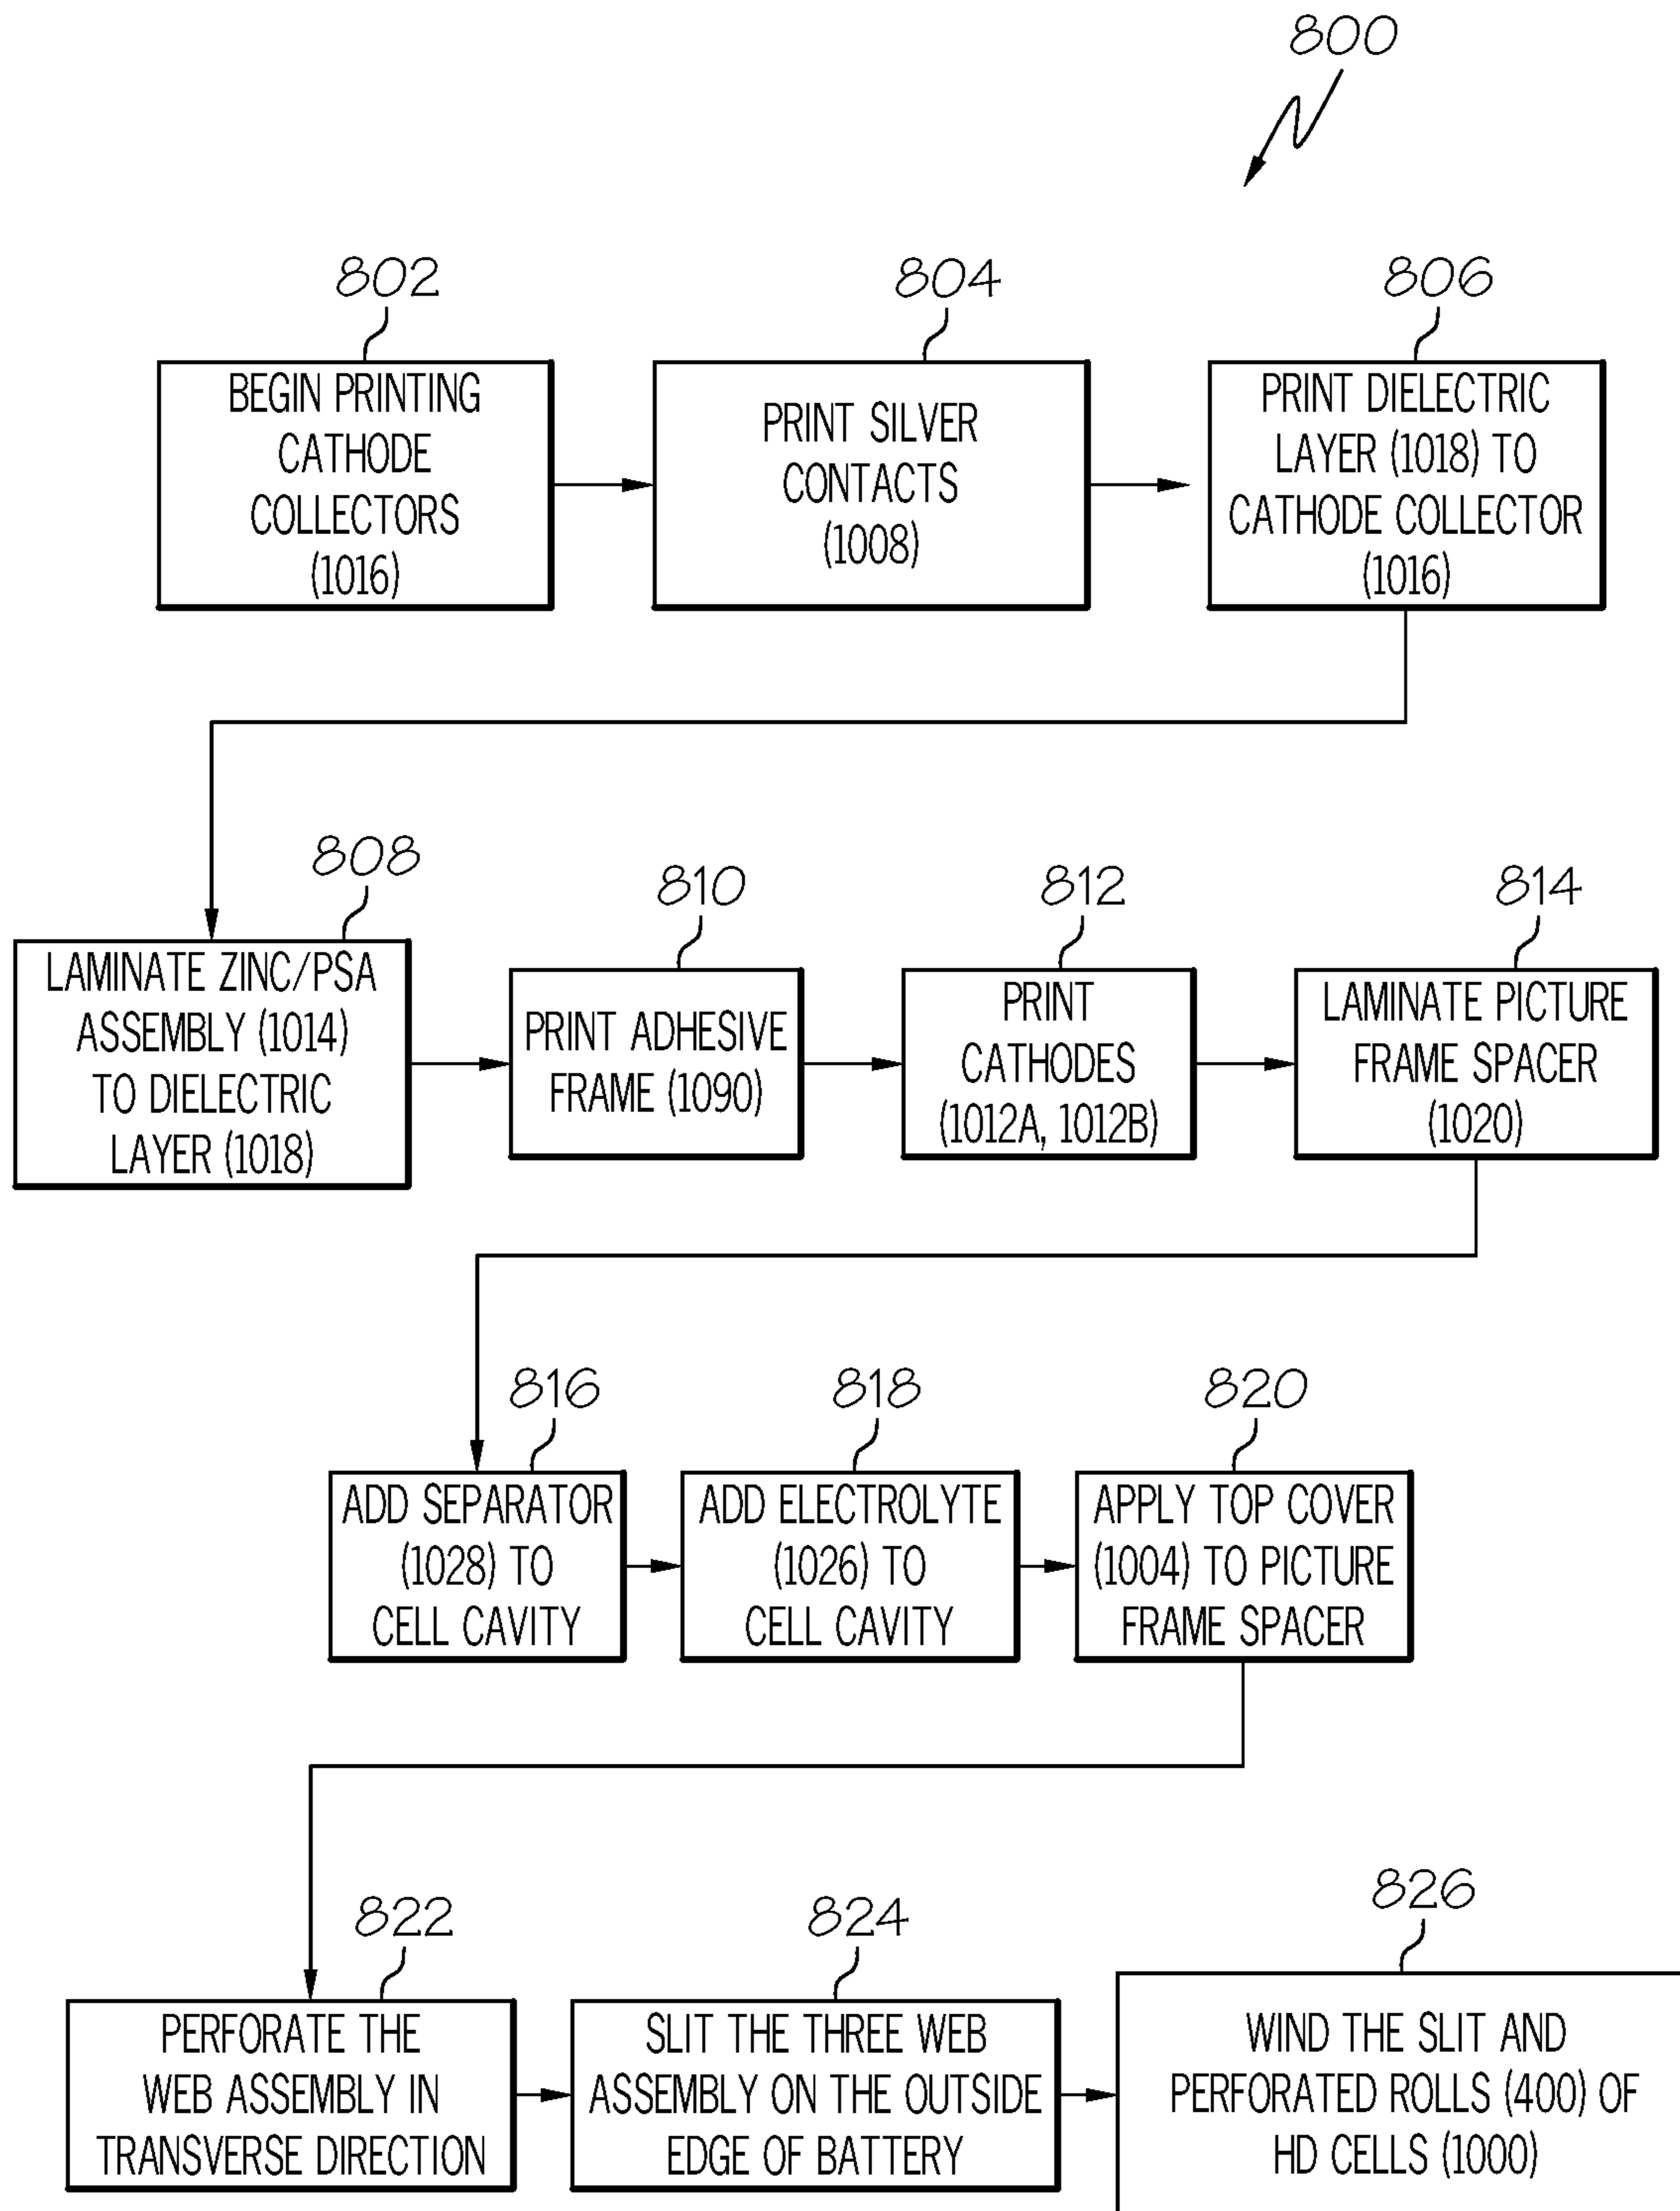 800
802
BEGIN PRINTING
CATHODE
COLLECTORS
(1016)
804
PRINT SILVER
CONTACTS
(1008)
806
PRINT DIELECTRIC
LAYER (1018) TO
CATHODE COLLECTOR
(1016)
808
LAMINATE ZINC/PSA
ASSEMBLY (1014)
TO DIELECTRIC
LAYER (1018)
810
PRINT ADHESIVE
FRAME (1090)
812
PRINT
CATHODES
(1012A, 1012B)
814
LAMINATE PICTURE
FRAME SPACER
(1020)
816
ADD SEPARATOR
(1028) TO
CELL CAVITY
818
ADD ELECTROLYTE
(1026) TO
CELL CAVITY
820
APPLY TOP COVER
(1004) TO PICTURE
FRAME SPACER
822
PERFORATE THE
WEB ASSEMBLY IN
TRANSVERSE DIRECTION
824
SLIT THE THREE WEB
ASSEMBLY ON THE OUTSIDE
EDGE OF BATTERY
826
WIND THE SLIT AND
PERFORATED ROLLS (400) OF
HD CELLS (1000)